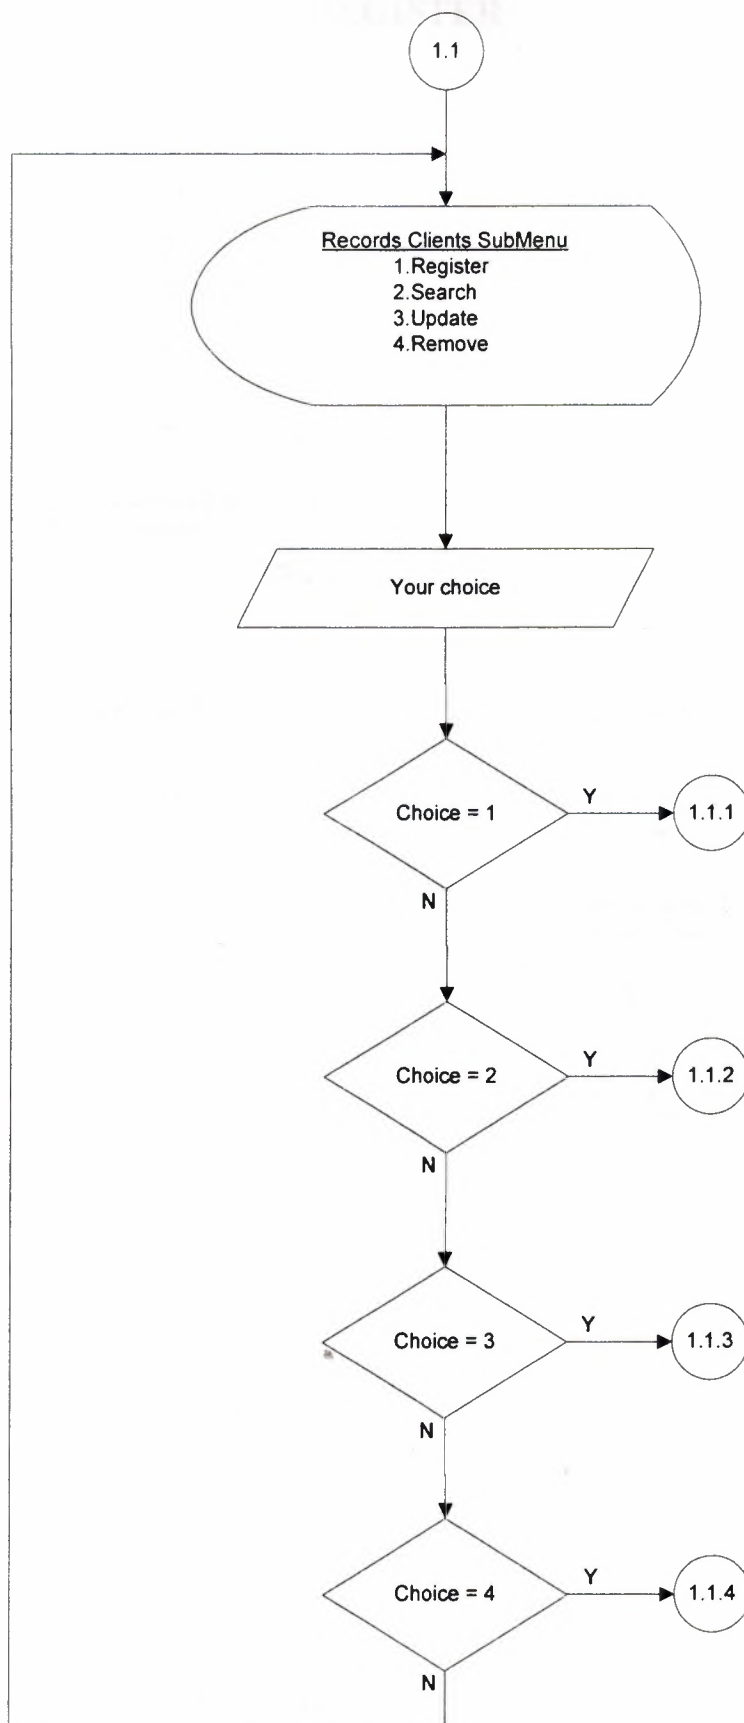 1.1
Records Clients SubMenu
1.Register
2.Search
3.Update
4.Remove
Your choice
Choice = 1
Y
1.1.1
N
Choice = 2
Y
1.1.2
N
Choice = 3
Y
1.1.3
N
Choice = 4
Y
1.1.4
N